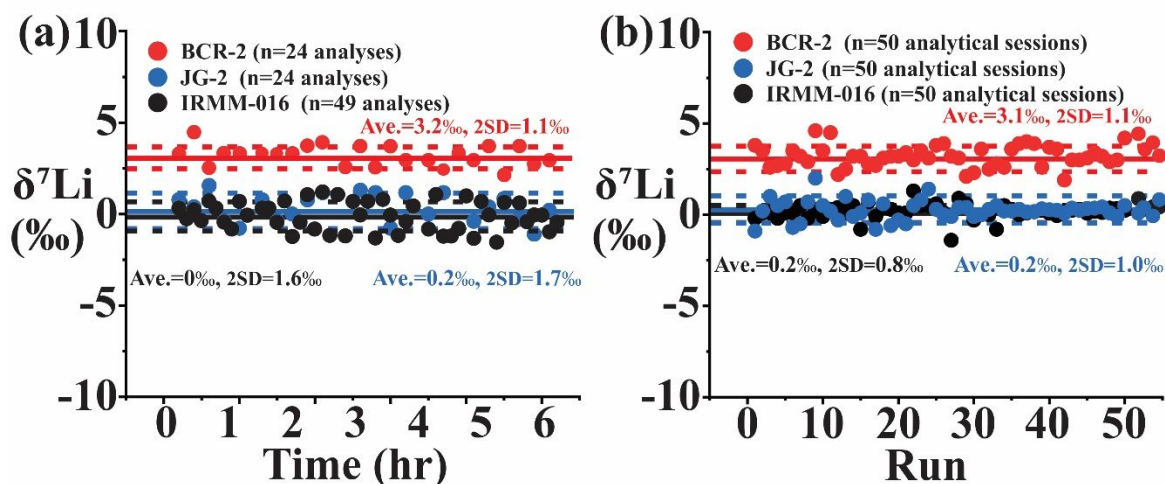 (a)
10
BCR-2 (n=24 analyses)
JG-2 (n=24 analyses)
IRMM-016 (n=49 analyses)
5
Ave.=3.2‰, 2SD=1.1‰
δ⁷Li
(‰)
0
Ave.=0‰, 2SD=1.6‰
Ave.=0.2‰, 2SD=1.7‰
-5
-10
0 1 2 3 4 5 6
Time (hr)
(b)
10
BCR-2 (n=50 analytical sessions)
JG-2 (n=50 analytical sessions)
IRMM-016 (n=50 analytical sessions)
5
Ave.=3.1‰, 2SD=1.1‰
δ⁷Li
(‰)
0
Ave.=0.2‰, 2SD=0.8‰
Ave.=0.2‰, 2SD=1.0‰
-5
-10
0 10 20 30 40 50
Run